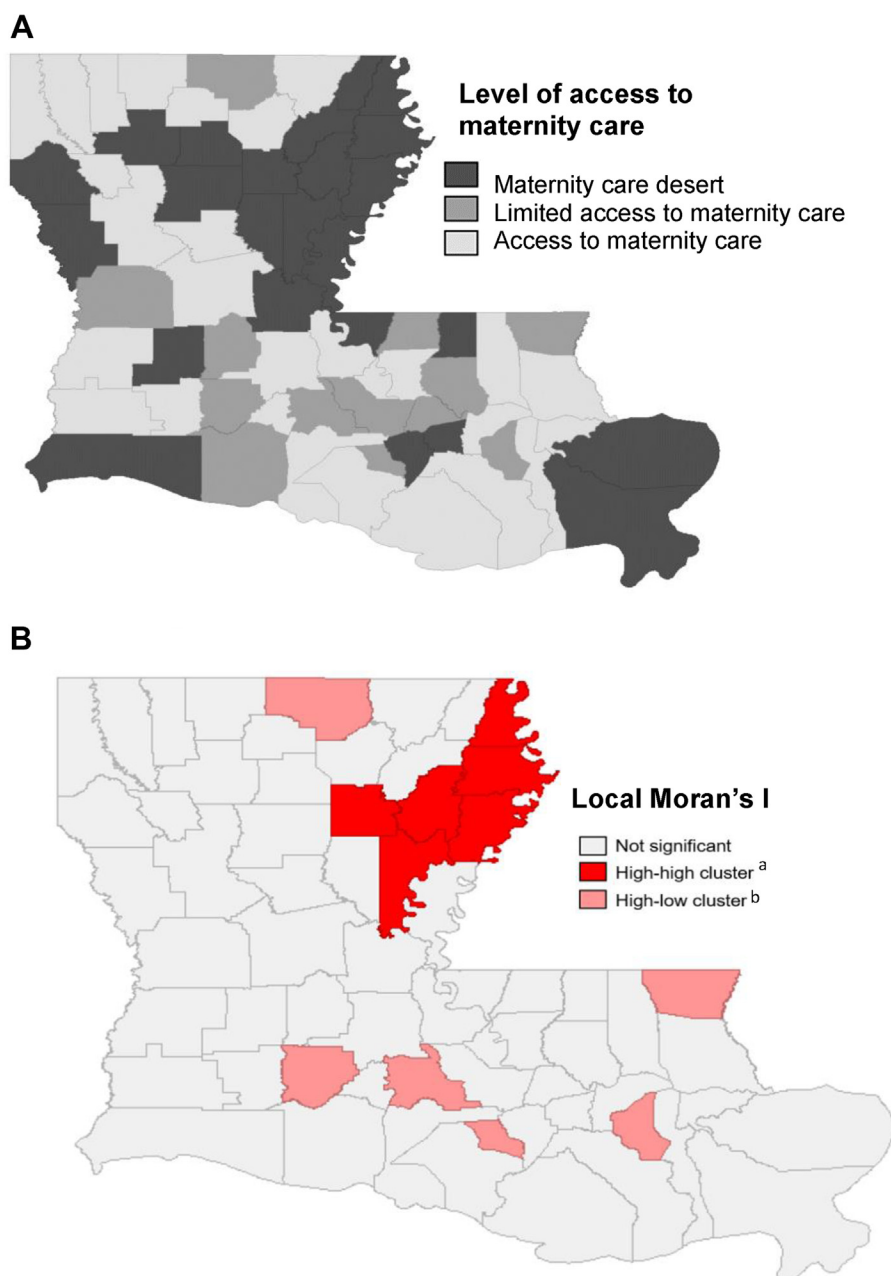 A
Level of access to
maternity care
Maternity care desert
Limited access to maternity care
Access to maternity care
B
Local Moran's I
Not significant
High-high cluster a
High-low cluster b